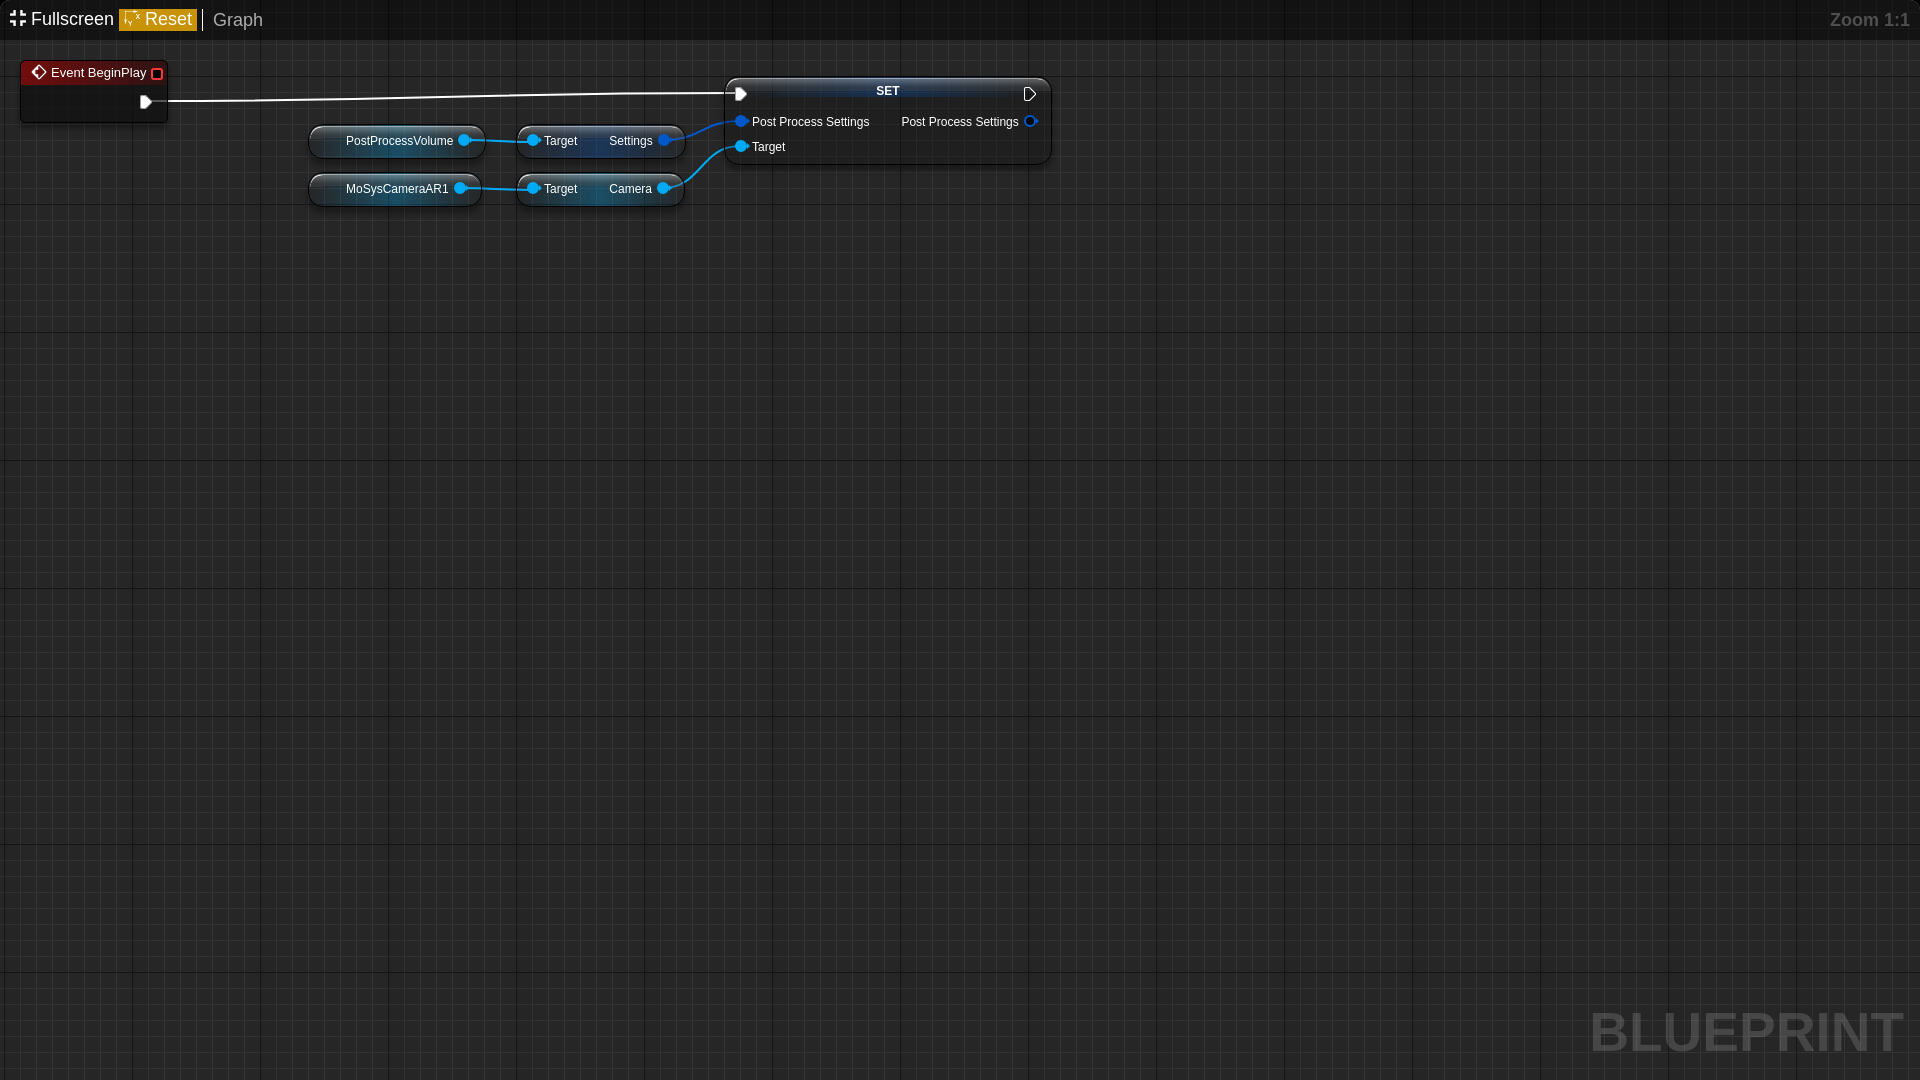 Fullscreen Reset Graph Zoom 1:1
Event BeginPlay
SET
Post Process Settings Post Process Settings
PostProcessVolume Target Settings
Target
MoSysCameraAR1 Target Camera
BLUEPRINT